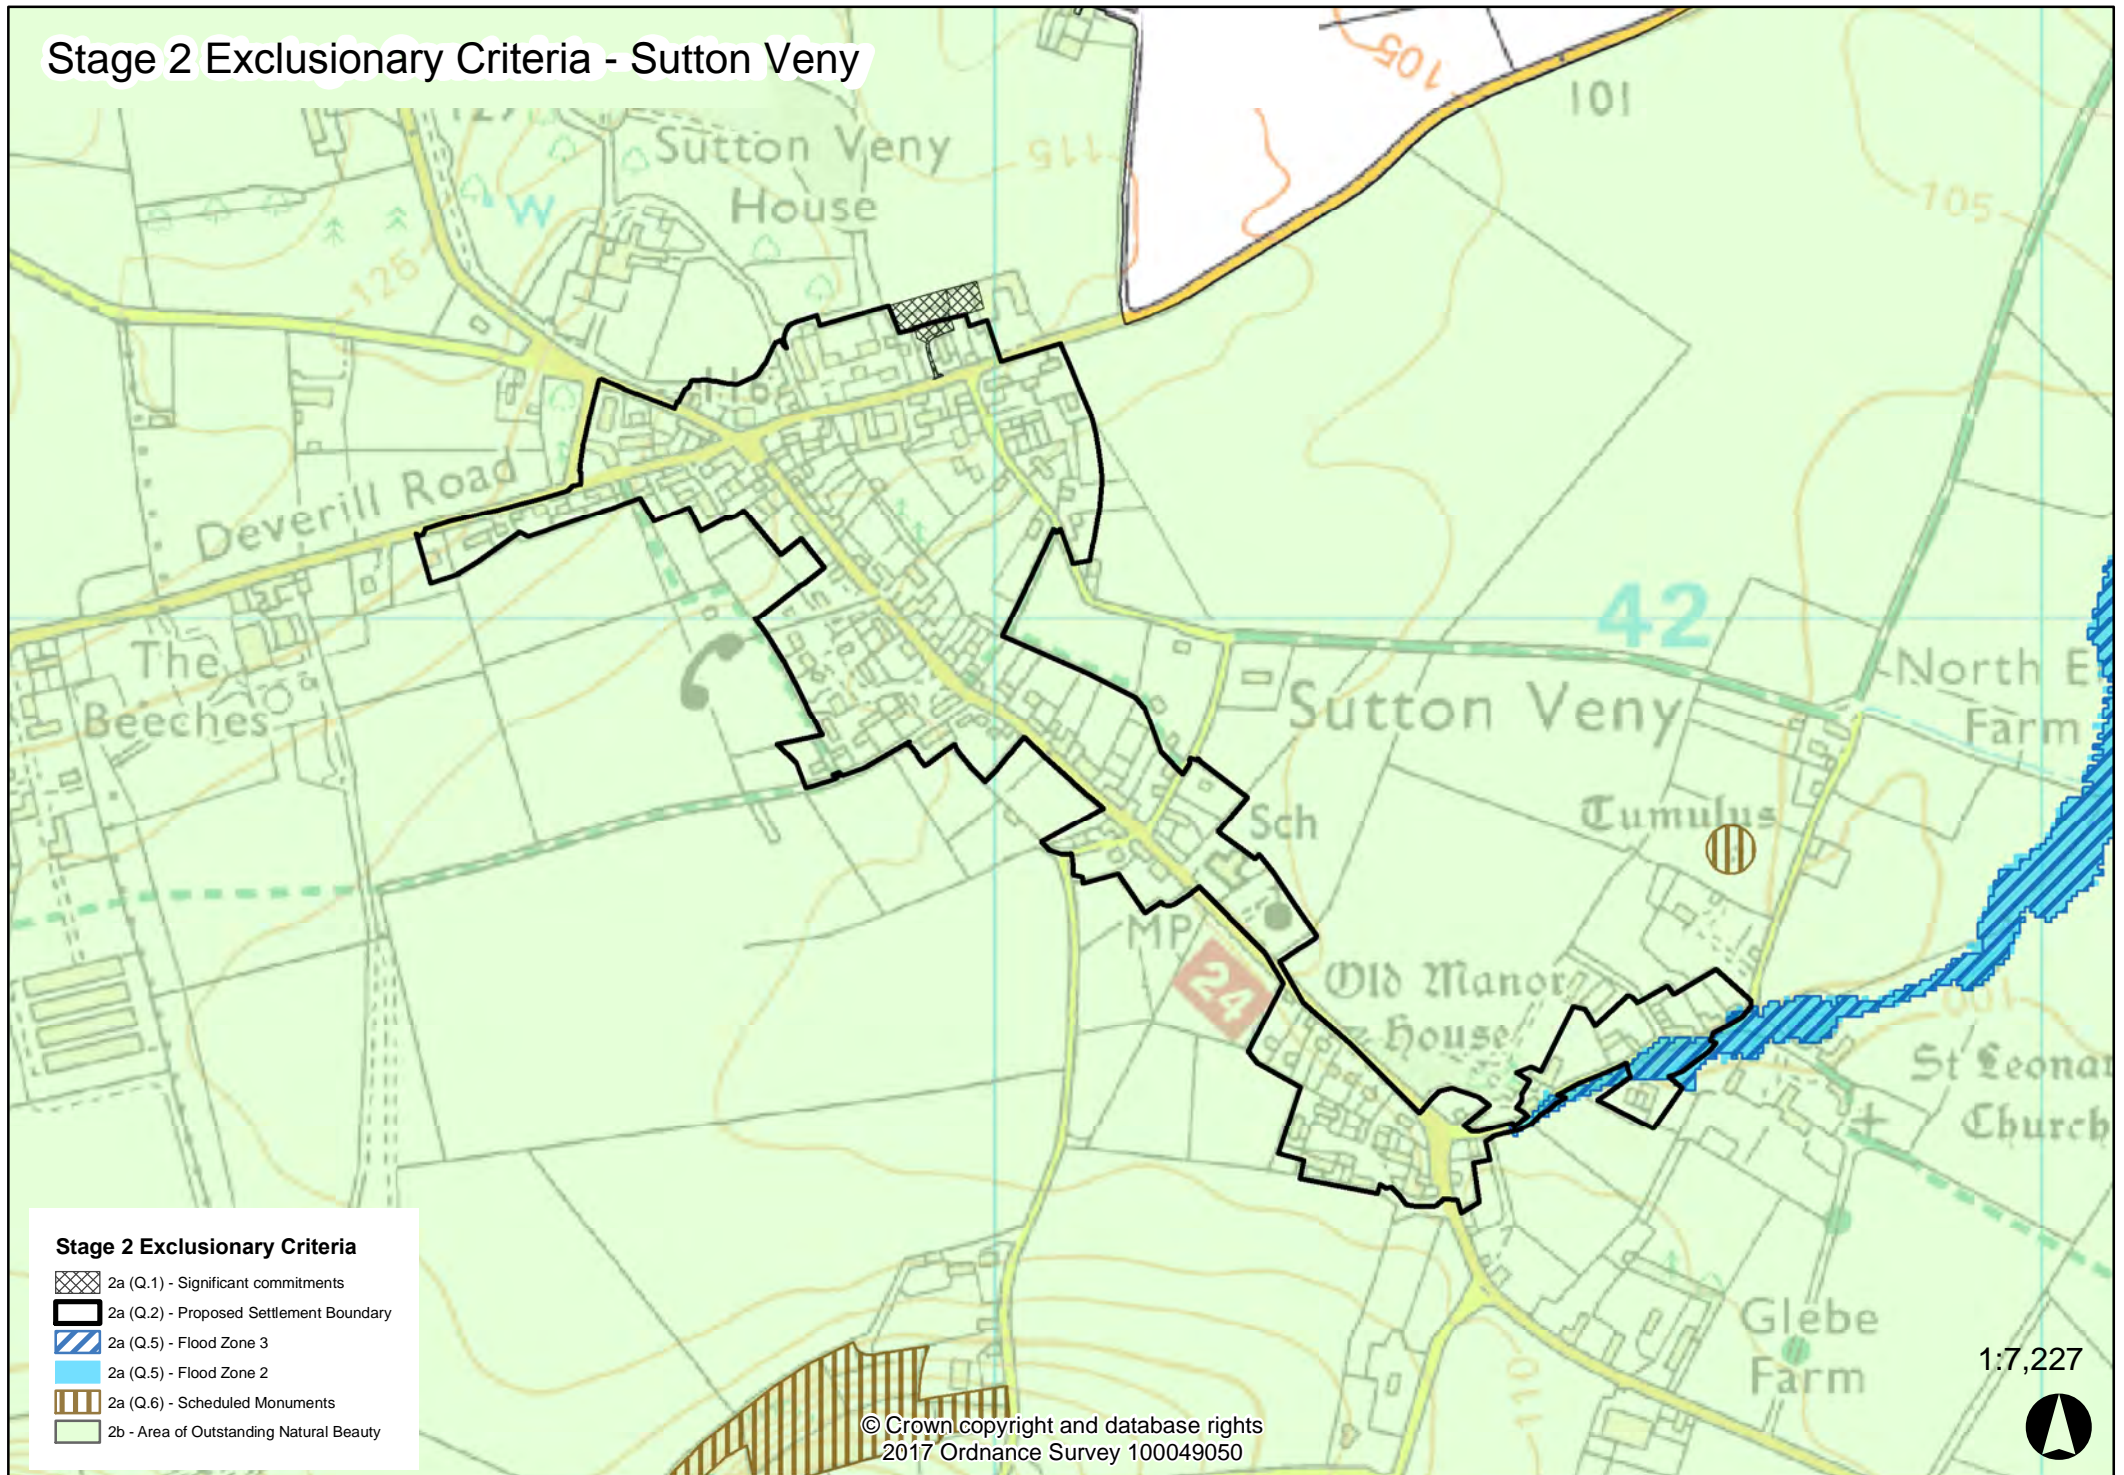 Stage 2 Exclusionary Criteria - Sutton Veny
105
101
Sutton Veny
House
115
105
W
125
Deverill Road
42
The
Beeches
North E
Farm
Sutton Veny
Tumulus
Sch
MP
24
Old Manor
House
100
St Leonar
Church
Glebe
Farm
110
1:7,227
Stage 2 Exclusionary Criteria
2a (Q.1) - Significant commitments
2a (Q.2) - Proposed Settlement Boundary
2a (Q.5) - Flood Zone 3
2a (Q.5) - Flood Zone 2
2a (Q.6) - Scheduled Monuments
2b - Area of Outstanding Natural Beauty
© Crown copyright and database rights
2017 Ordnance Survey 100049050